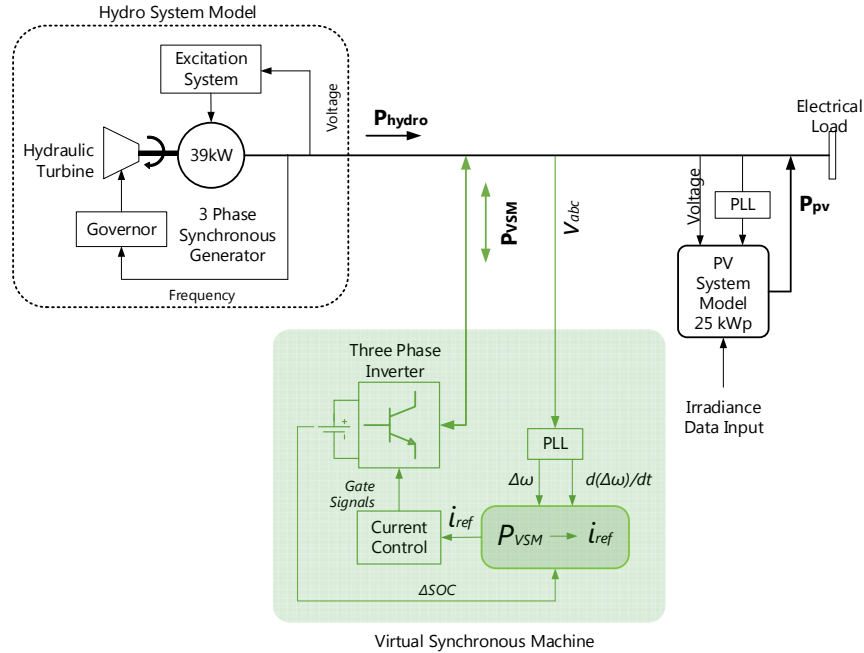 Hydro System Model
Excitation
System
Voltage
Hydraulic
Turbine
39kW
Phydro
Governor
3 Phase
Synchronous
Generator
Frequency
PVSM
Vabc
Electrical
Load
Voltage
PLL
Ppv
PV
System
Model
25 kWp
Irradiance
Data Input
Three Phase
Inverter
+
-
PLL
Δω
d(Δω)/dt
Gate
Signals
Current
Control
iref
PVSM
iref
ΔSOC
Virtual Synchronous Machine